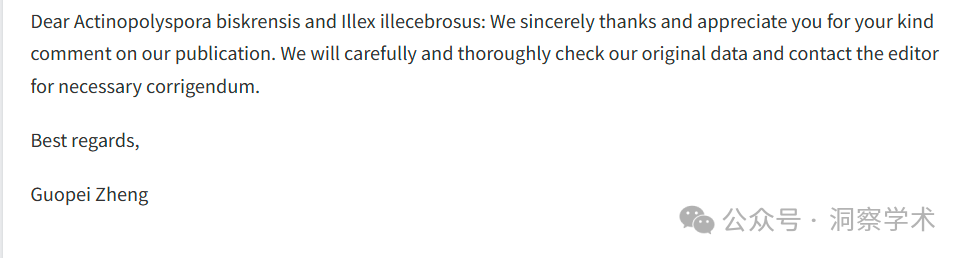 Dear Actinopolyspora biskrensis and Illex illecebrosus: We sincerely thanks and appreciate you for your kind
comment on our publication. We will carefully and thoroughly check our original data and contact the editor
for necessary corrigendum.
Best regards,
Guopei Zheng
公众号 · 洞察学术